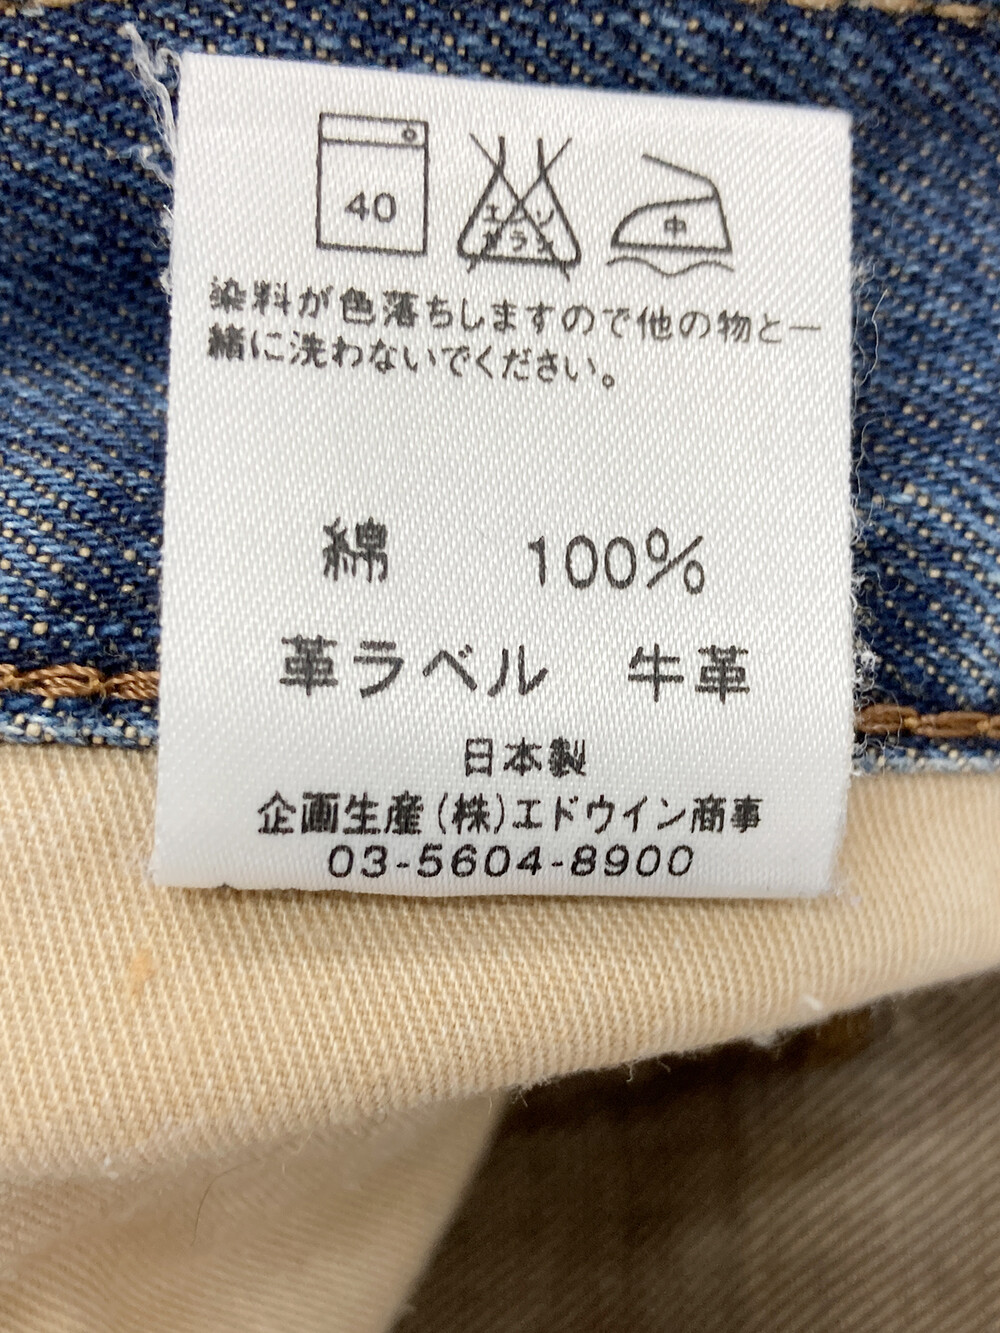 40
エンソ
サラシ
中
染料が色落ちしますので他の物と一
緒に洗わないでください。
綿 100%
革ラベル 牛革
日本製
企画生産(株)エドウイン商事
03-5604-8900